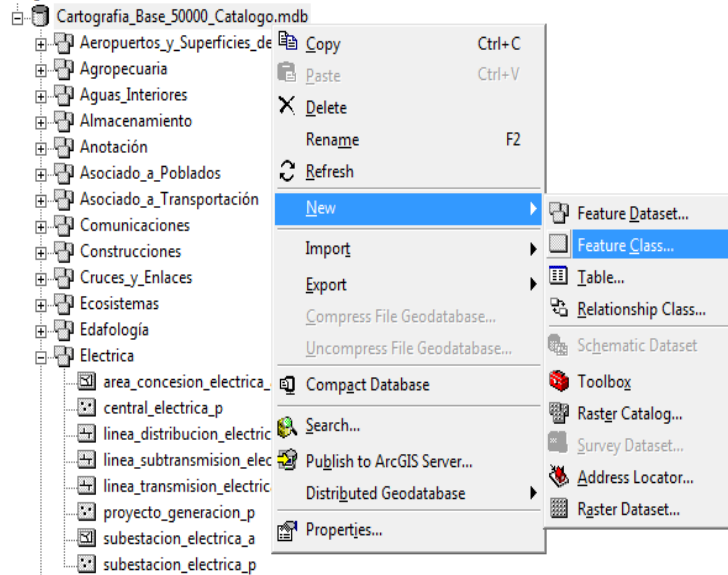 Cartografia_Base_50000_Catalogo.mdb
Aeropuertos_y_Superficies_de
Agropecuaria
Aguas_Interiores
Almacenamiento
Anotación
Asociado_a_Poblados
Asociado_a_Transportación
Comunicaciones
Construcciones
Cruces_y_Enlaces
Ecosistemas
Edafología
Electrica
area_concesion_electrica_
central_electrica_p
linea_distribucion_electric
linea_subtransmision_elec
linea_transmision_electric
proyecto_generacion_p
subestacion_electrica_a
subestacion_electrica_p
Copy Ctrl+C
Paste Ctrl+V
Delete
Rename F2
Refresh
New
Import
Export
Compress File Geodatabase...
Uncompress File Geodatabase...
Compact Database
Search...
Publish to ArcGIS Server...
Distributed Geodatabase
Properties...
Feature Dataset...
Feature Class...
Table...
Relationship Class...
Schematic Dataset
Toolbox
Raster Catalog...
Survey Dataset...
Address Locator...
Raster Dataset...